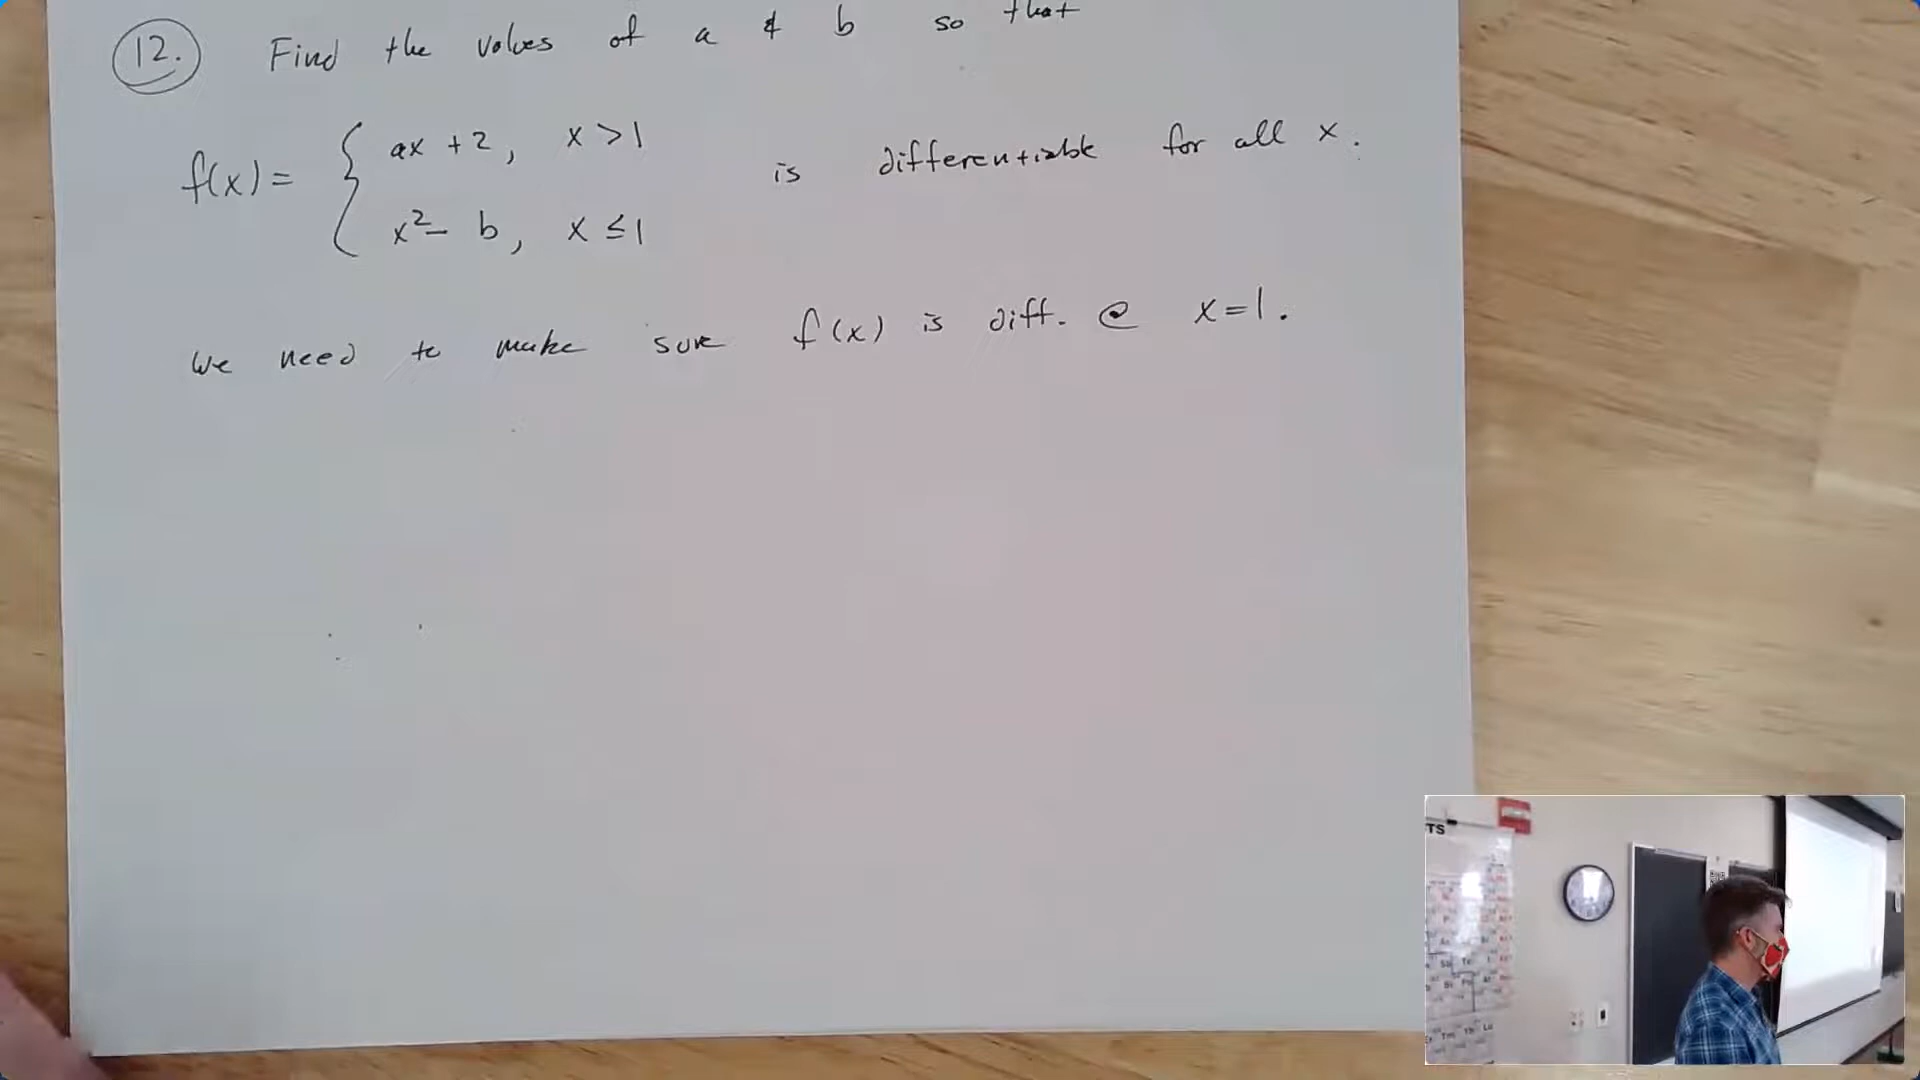 12. Find the values of a & b so that
f(x) = { ax + 2, x > 1
x² - b, x ≤ 1
is differentiable for all x.
We need to make sure f(x) is diff. @ x = 1.
TS